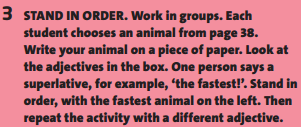 3 STAND IN ORDER. Work in groups. Each
student chooses an animal from page 38.
Write your animal on a piece of paper. Look at
the adjectives in the box. One person says a
superlative, for example, ‘the fastest!’. Stand in
order, with the fastest animal on the left. Then
repeat the activity with a different adjective.